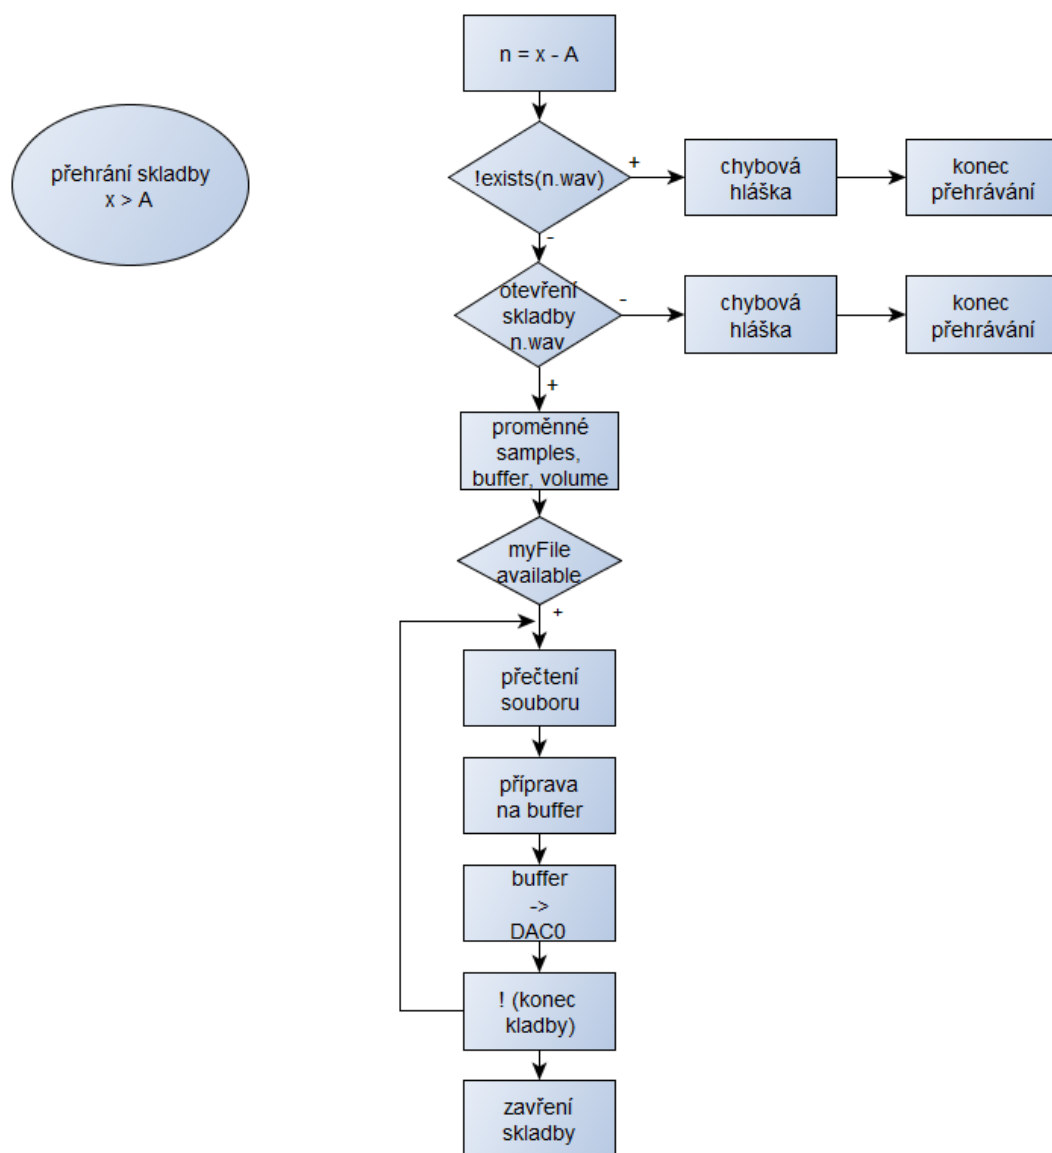 n = x - A
přehrání skladby
x > A
!exists(n.wav)
+
chybová
hláška
konec
přehrávání
-
otevření
skladby
n.wav
-
chybová
hláška
konec
přehrávání
+
proměnné
samples,
buffer, volume
myFile
available
+
přečtení
souboru
příprava
na buffer
buffer
->
DAC0
! (konec
kladby)
zavření
skladby